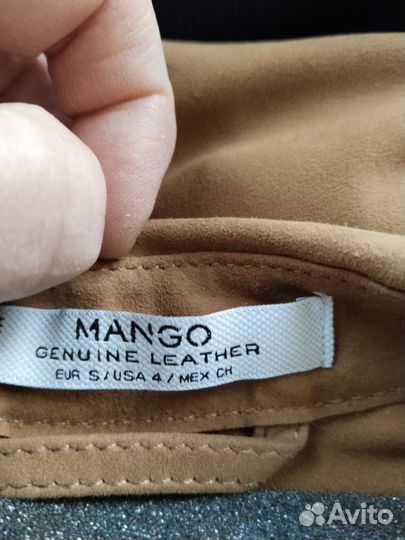 MANGO
GENUINE LEATHER
EUR S / USA 4 / MEX CH
Avito